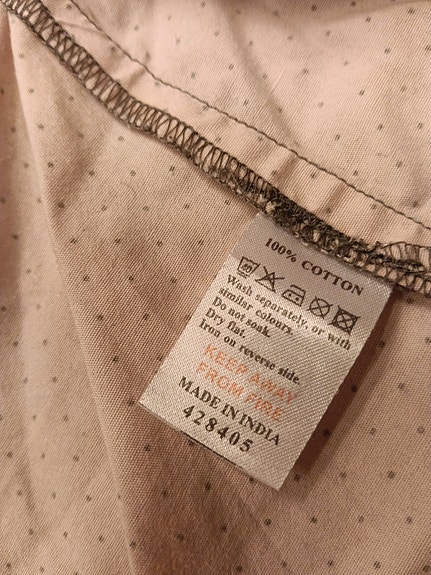 100% COTTON
Wash separately, or with
similar colours.
Do not soak.
Dry flat.
Iron on reverse side.
KEEP AWAY
FROM FIRE
MADE IN INDIA
428405